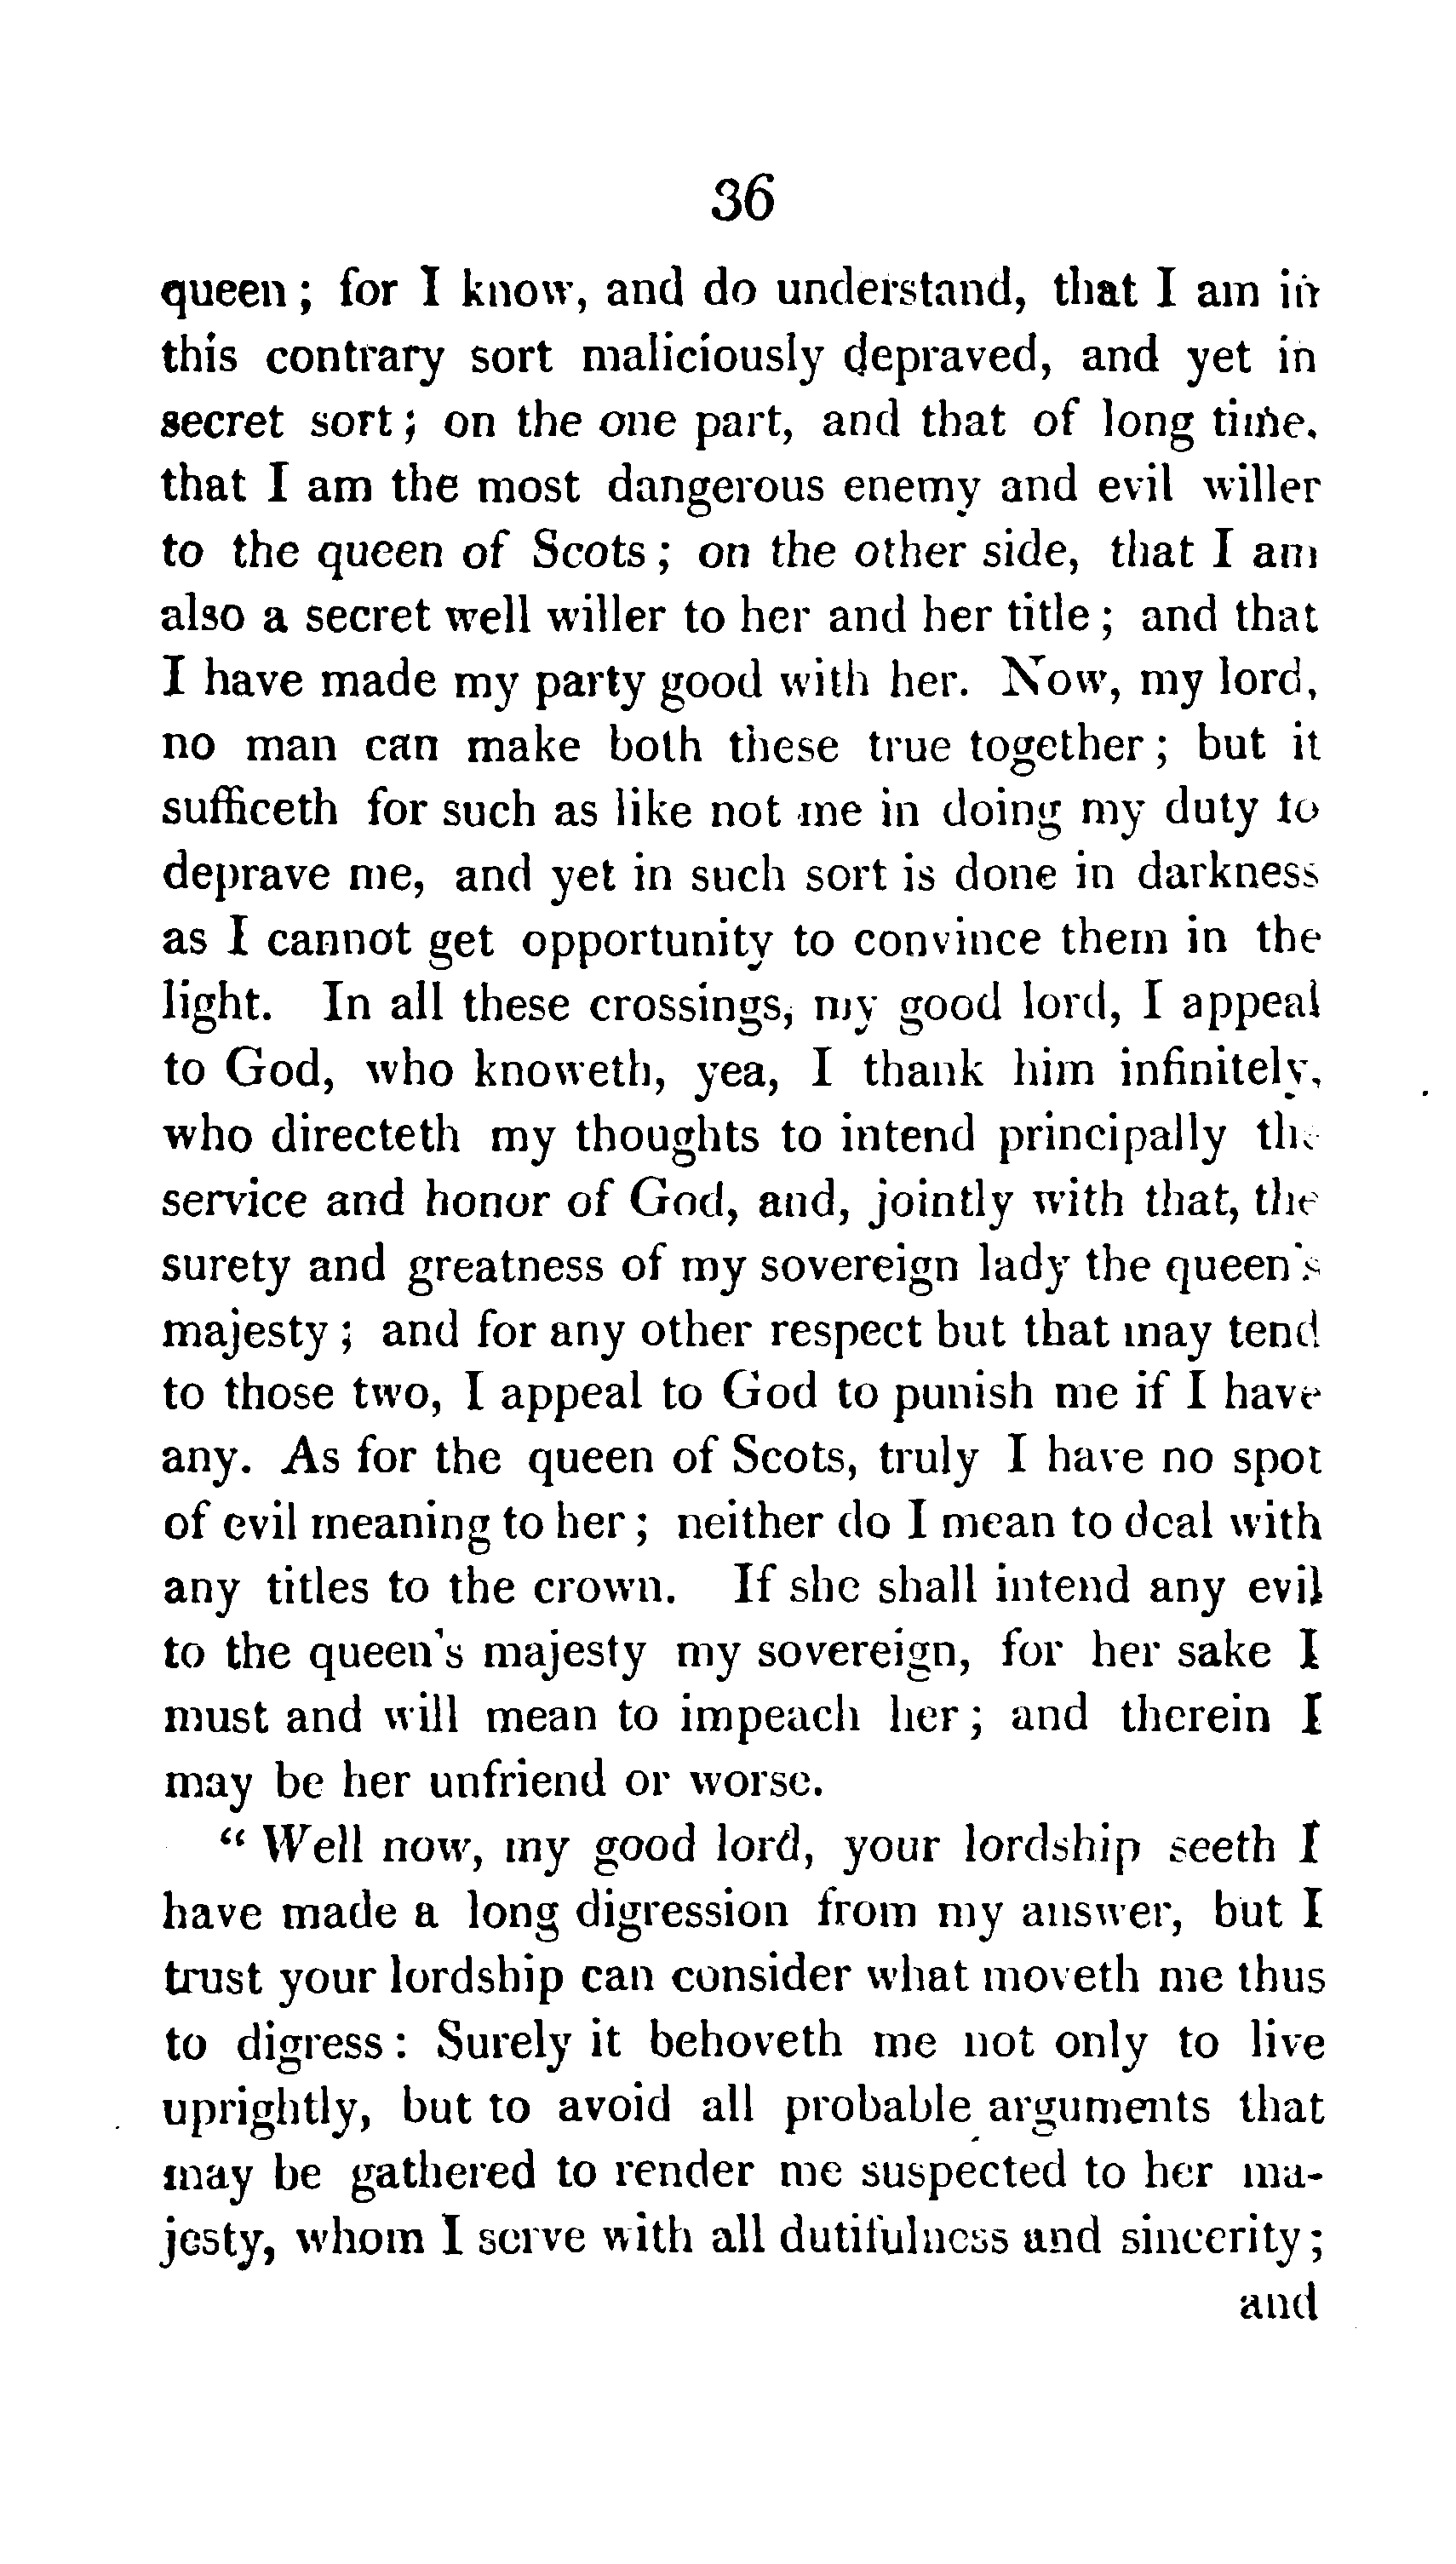 36
queen; for I know, and do understand, that I am in
this contrary sort maliciously depraved, and yet in
secret sort; on the one part, and that of long time,
that I am the most dangerous enemy and evil willer
to the queen of Scots; on the other side, that I am
also a secret well willer to her and her title; and that
I have made my party good with her. Now, my lord,
no man can make both these true together; but it
sufficeth for such as like not me in doing my duty to
deprave me, and yet in such sort is done in darkness
as I cannot get opportunity to convince them in the
light. In all these crossings, my good lord, I appeal
to God, who knoweth, yea, I thank him infinitely,
who directeth my thoughts to intend principally the
service and honor of God, and, jointly with that, the
surety and greatness of my sovereign lady the queen's
majesty; and for any other respect but that may tend
to those two, I appeal to God to punish me if I have
any. As for the queen of Scots, truly I have no spot
of evil meaning to her; neither do I mean to deal with
any titles to the crown. If she shall intend any evil
to the queen's majesty my sovereign, for her sake I
must and will mean to impeach her; and therein I
may be her unfriend or worse.
“ Well now, my good lord, your lordship seeth I
have made a long digression from my answer, but I
trust your lordship can consider what moveth me thus
to digress: Surely it behoveth me not only to live
uprightly, but to avoid all probable arguments that
may be gathered to render me suspected to her ma-
jesty, whom I serve with all dutifulness and sincerity;
and